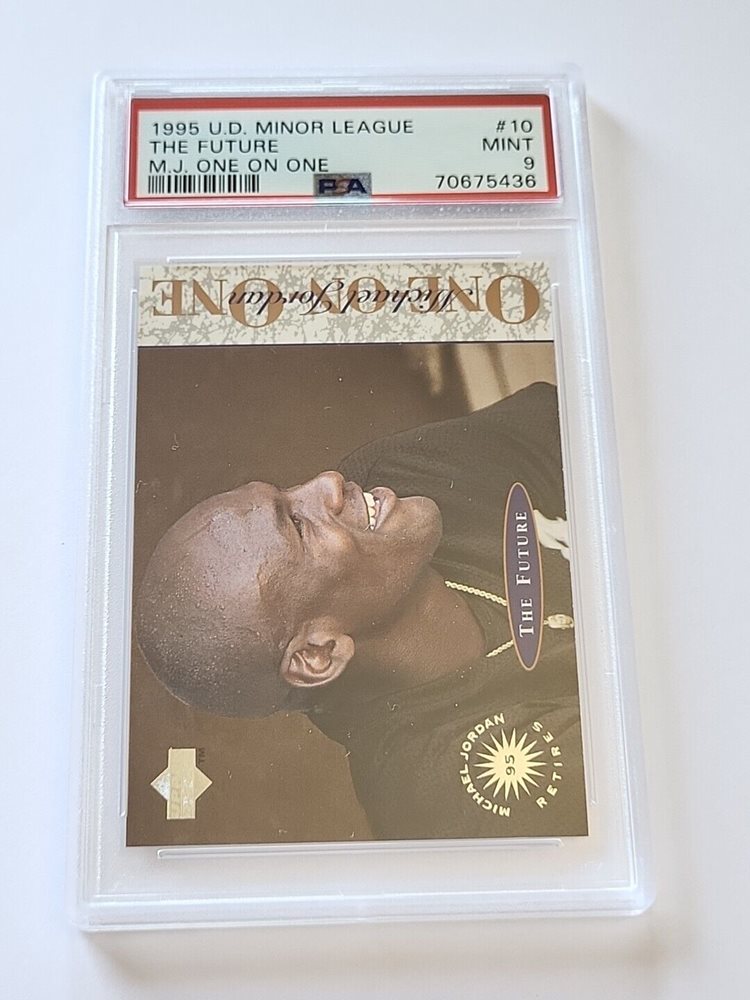 1995 U.D. MINOR LEAGUE #10
THE FUTURE MINT
M.J. ONE ON ONE 9
PSA 70675436
ONE ON ONE
Michael Jordan
THE FUTURE
MICHAEL JORDAN
95
RETIRES
TM